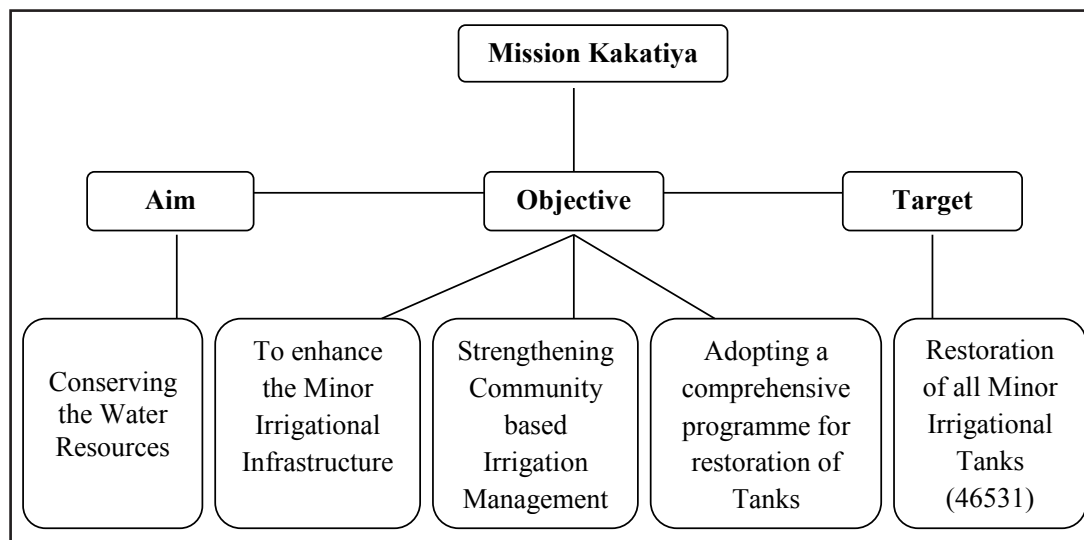 Mission Kakatiya
Aim
Objective
Target
Conserving
the Water
Resources
To enhance
the Minor
Irrigational
Infrastructure
Strengthening
Community
based
Irrigation
Management
Adopting a
comprehensive
programme for
restoration of
Tanks
Restoration
of all Minor
Irrigational
Tanks
(46531)